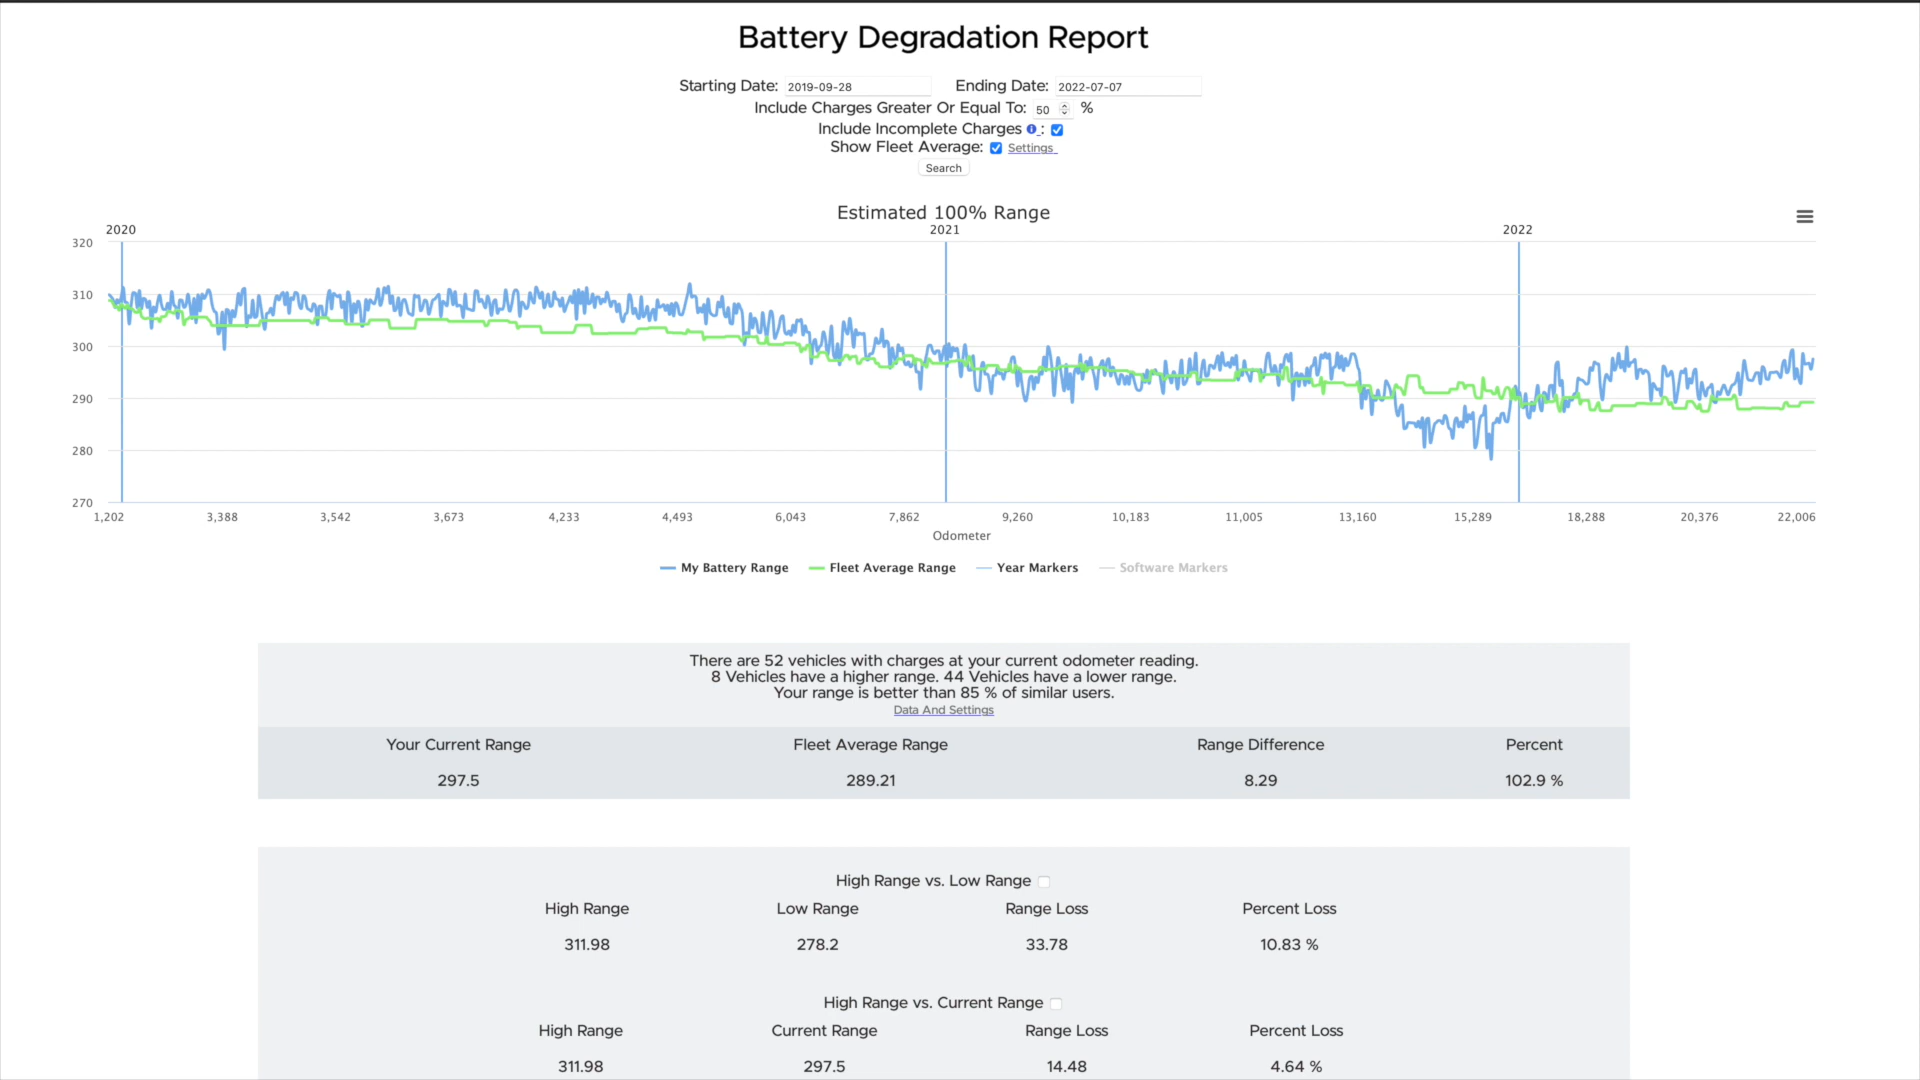 Battery Degradation Report
Starting Date: 2019-09-28 Ending Date: 2022-07-07
Include Charges Greater Or Equal To: 50 %
Include Incomplete Charges i :
Show Fleet Average: Settings
Search
Estimated 100% Range
2020 2021 2022
320
310
300
290
280
270
1,202 3,388 3,542 3,673 4,233 4,493 6,043 7,862 9,260 10,183 11,005 13,160 15,289 18,288 20,376 22,006
Odometer
My Battery Range Fleet Average Range Year Markers Software Markers
There are 52 vehicles with charges at your current odometer reading.
8 Vehicles have a higher range. 44 Vehicles have a lower range.
Your range is better than 85 % of similar users.
Data And Settings
Your Current Range Fleet Average Range Range Difference Percent
297.5 289.21 8.29 102.9 %
High Range vs. Low Range
High Range Low Range Range Loss Percent Loss
311.98 278.2 33.78 10.83 %
High Range vs. Current Range
High Range Current Range Range Loss Percent Loss
311.98 297.5 14.48 4.64 %